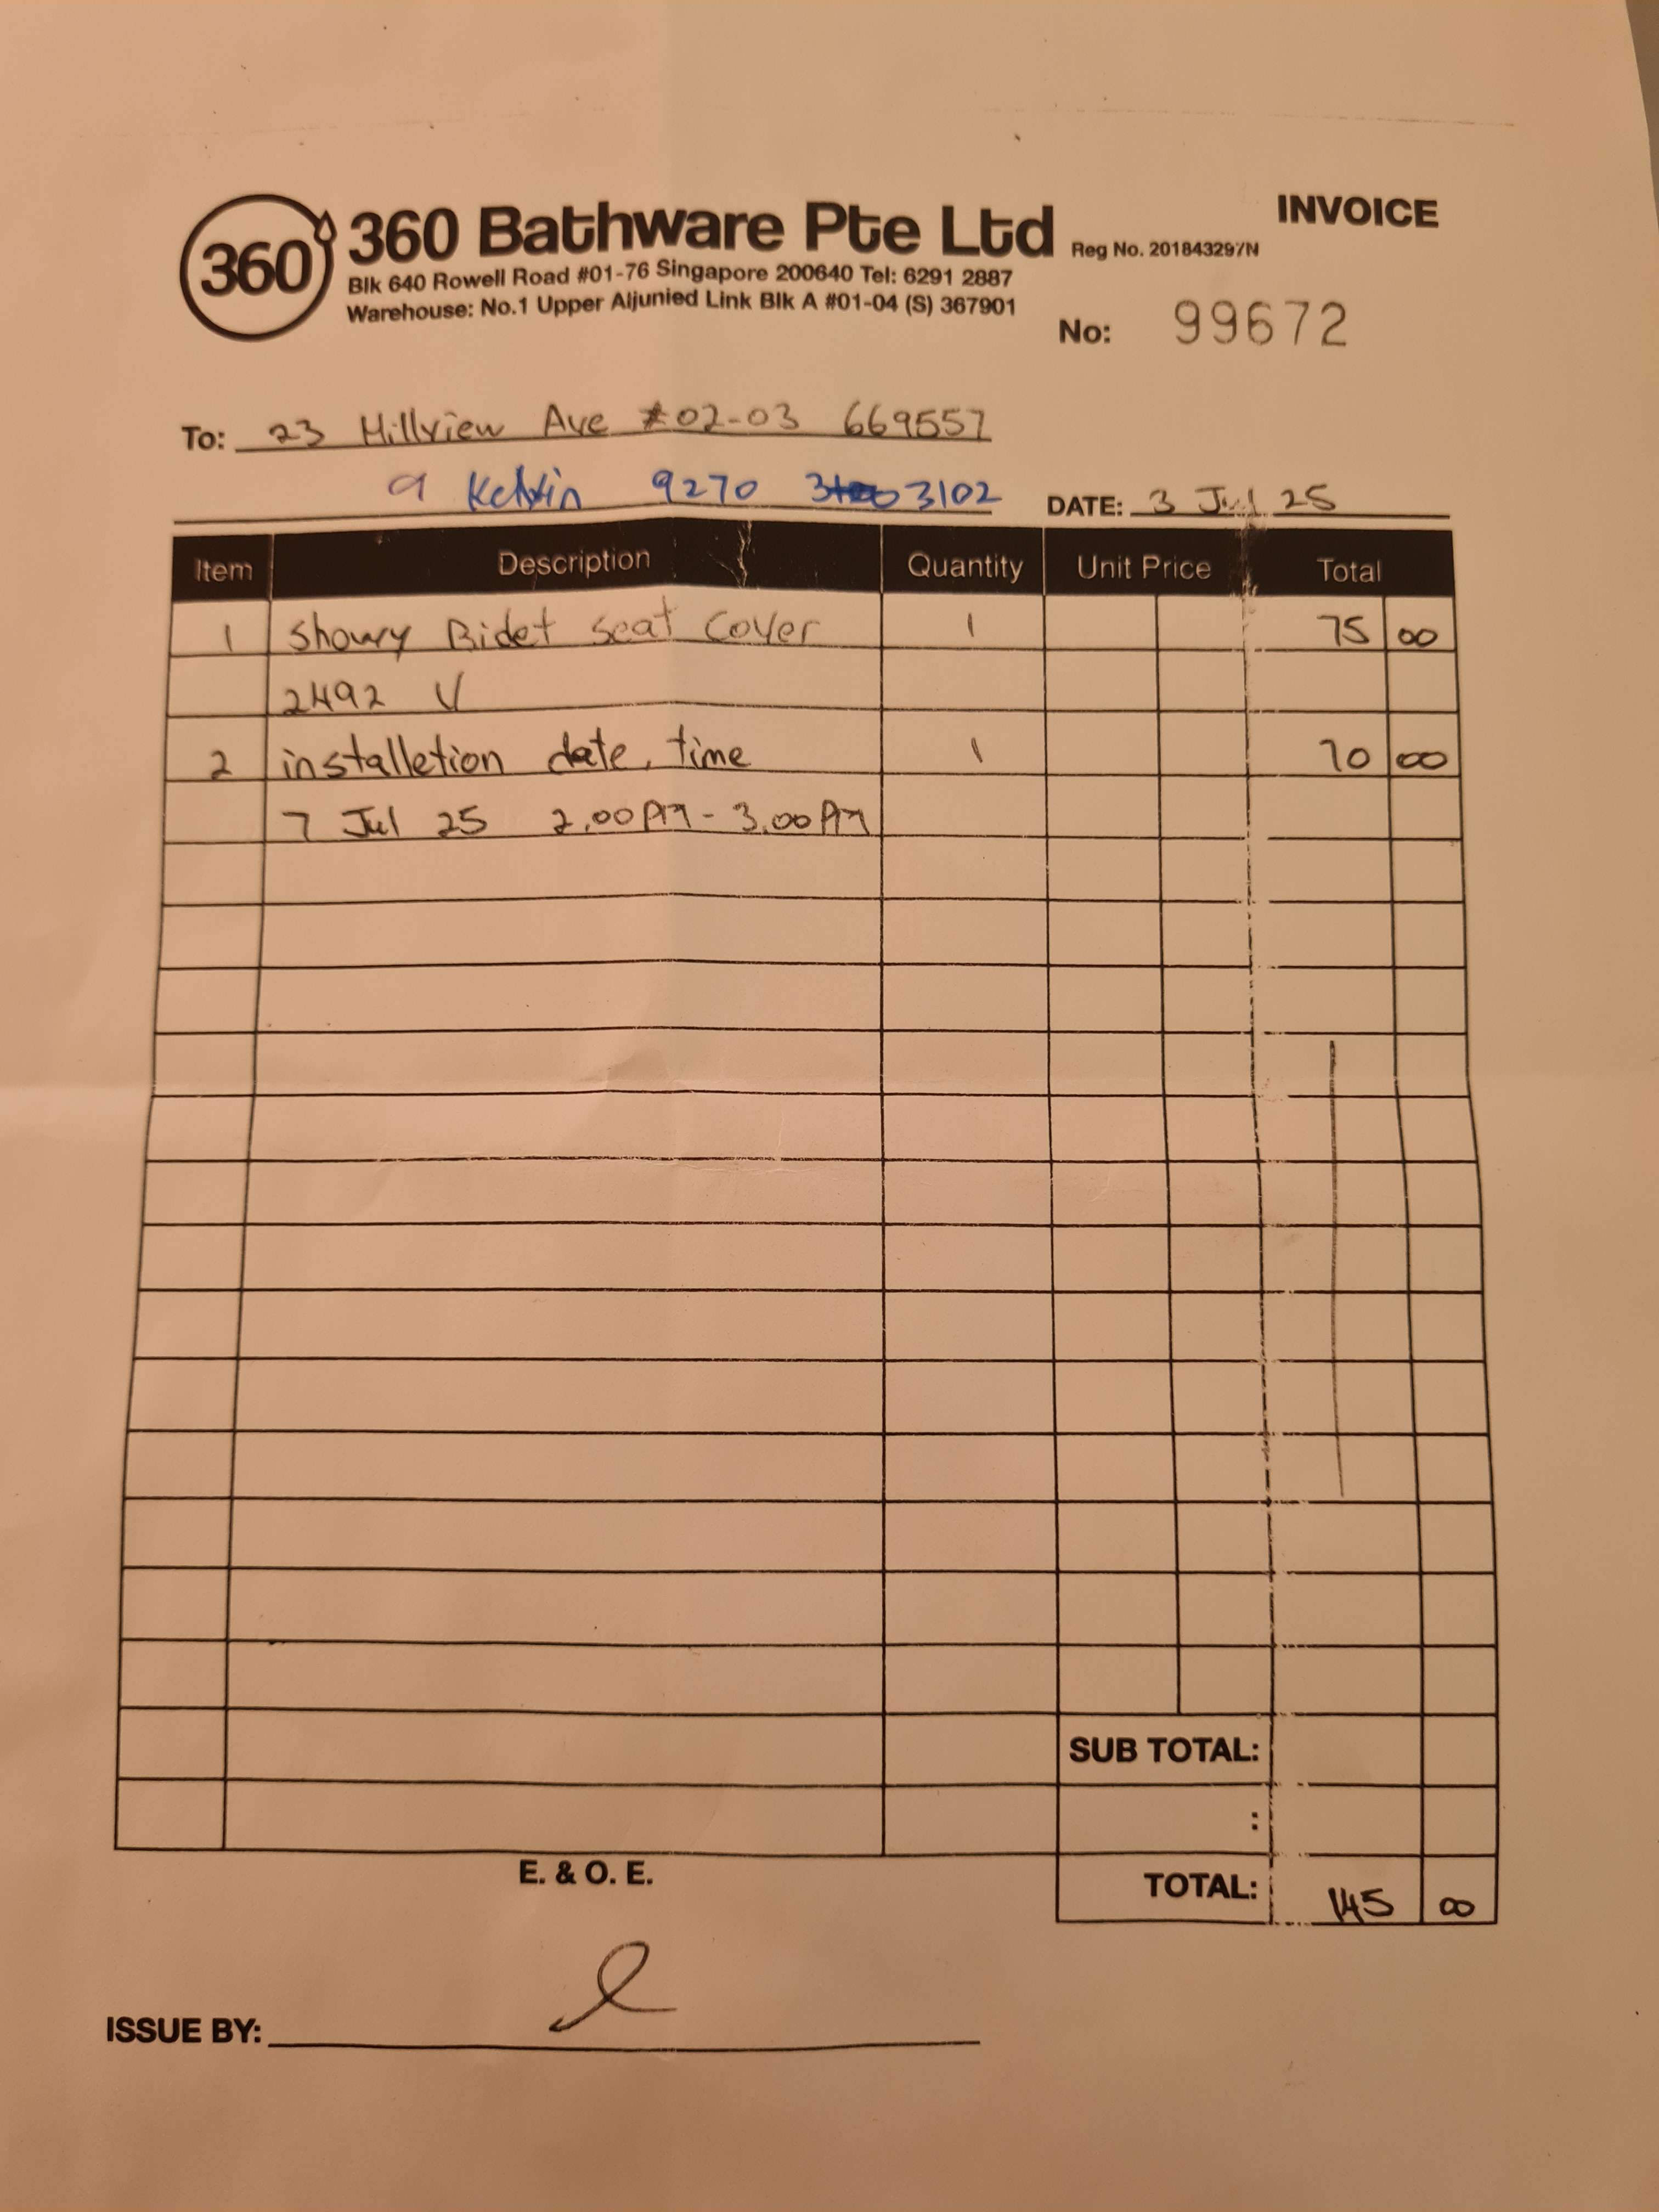 360
360 Bathware Pte Ltd
Reg No. 201843297N
INVOICE
Blk 640 Rowell Road #01-76 Singapore 200640 Tel: 6291 2887
Warehouse: No.1 Upper Aljunied Link Blk A #01-04 (S) 367901
No: 99672
To: 23 Hillview Ave #02-03 669557
Kelvin 9270 3102
DATE: 3 Jul 25
Item Description Quantity Unit Price Total
1 Showy Bidet seat Cover 1 75 00
2492 V
2 installetion date, time 1 70 00
7 Jul 25 2.00PM - 3.00PM
SUB TOTAL:
:
E. & O. E.
TOTAL: 145 00
ISSUE BY: